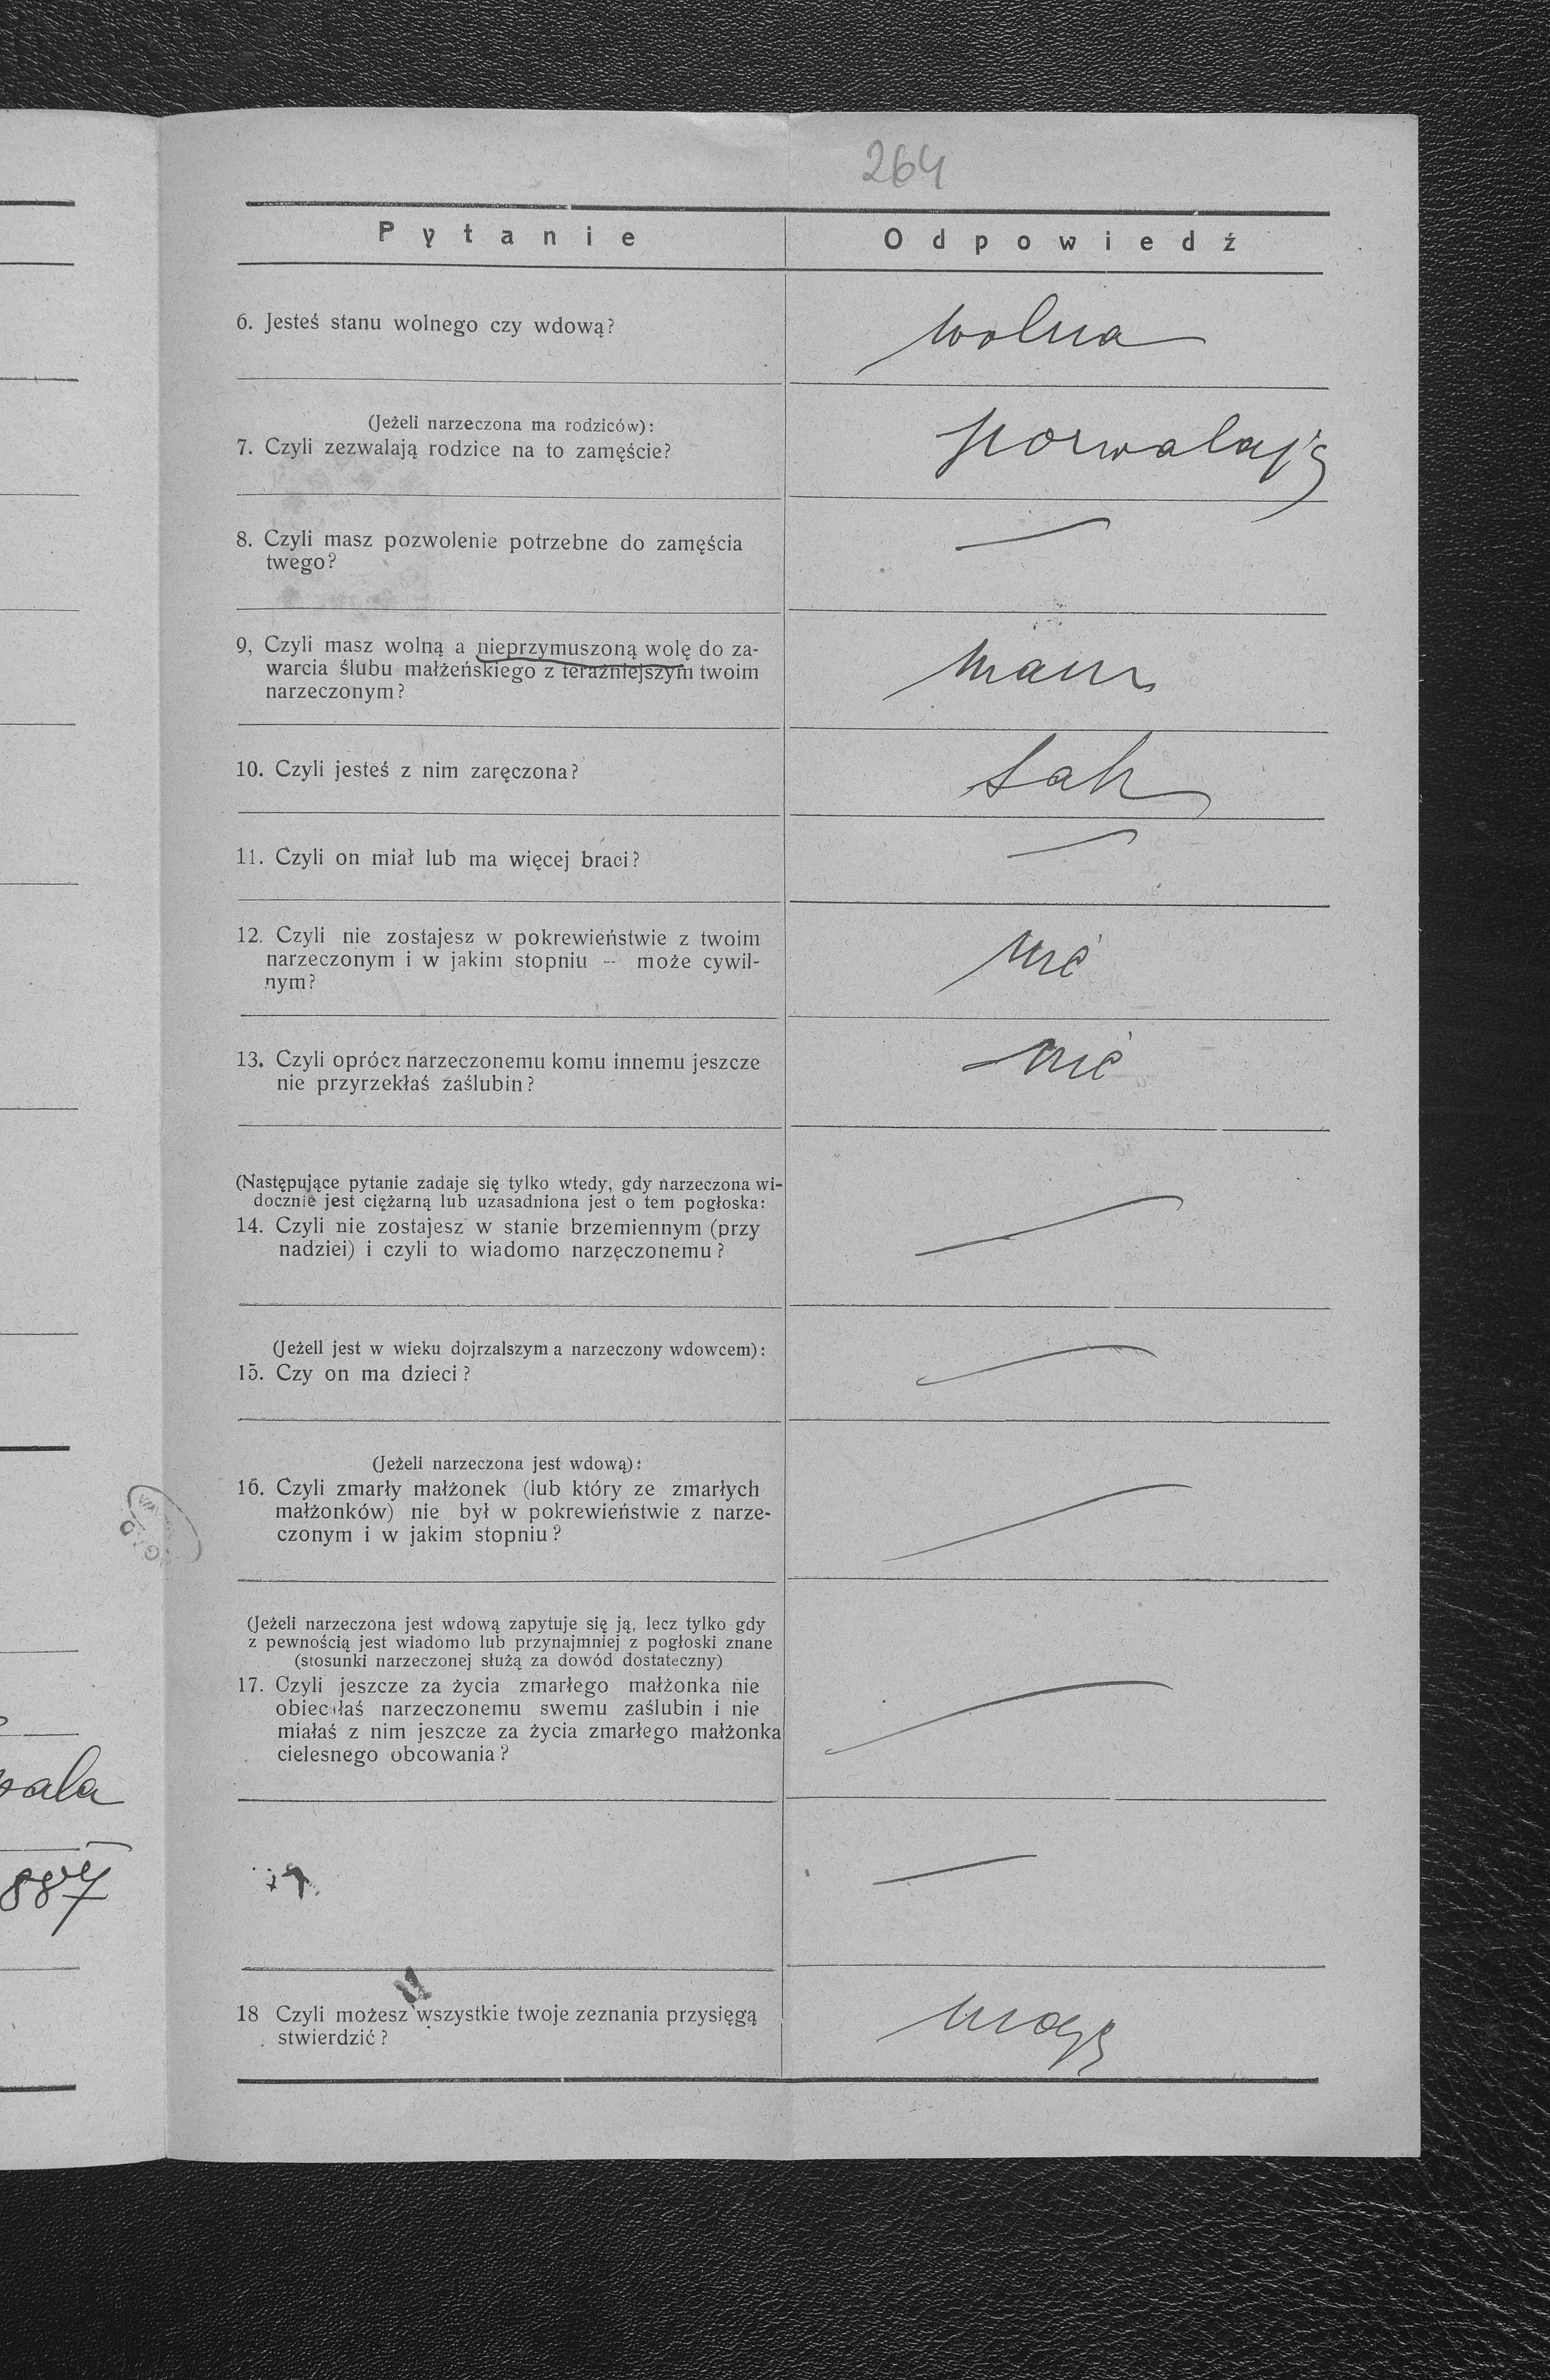 264
Pytanie
Odpowiedź
6. Jesteś stanu wolnego czy wdową?
wolna
(Jeżeli narzeczona ma rodziców):
7. Czyli zezwalają rodzice na to zamęście?
pozwalają
8. Czyli masz pozwolenie potrzebne do zamęścia
twego?
9, Czyli masz wolną a nieprzymuszoną wolę do za-
warcia ślubu małżeńskiego z teraźniejszym twoim
narzeczonym?
mam
10. Czyli jesteś z nim zaręczona?
tak
11. Czyli on miał lub ma więcej braci?
12. Czyli nie zostajesz w pokrewieństwie z twoim
narzeczonym i w jakim stopniu -- może cywil-
nym?
nie
13. Czyli oprócz narzeczonemu komu innemu jeszcze
nie przyrzekłaś zaślubin?
nie
(Następujące pytanie zadaje się tylko wtedy, gdy narzeczona wi-
docznie jest ciężarną lub uzasadniona jest o tem pogłoska:
14. Czyli nie zostajesz w stanie brzemiennym (przy
nadziei) i czyli to wiadomo narzęczonemu?
(Jeżeli jest w wieku dojrzalszym a narzeczony wdowcem):
15. Czy on ma dzieci?
(Jeżeli narzeczona jest wdową):
16. Czyli zmarły małżonek (lub który ze zmarłych
małżonków) nie był w pokrewieństwie z narze-
czonym i w jakim stopniu?
(Jeżeli narzeczona jest wdową zapytuje się ją, lecz tylko gdy
z pewnością jest wiadomo lub przynajmniej z pogłoski znane
(stosunki narzeczonej służą za dowód dostateczny)
17. Czyli jeszcze za życia zmarłego małżonka nie
obiecałaś narzeczonemu swemu zaślubin i nie
miałaś z nim jeszcze za życia zmarłego małżonka
cielesnego obcowania?
18 Czyli możesz wszystkie twoje zeznania przysięgą
stwierdzić?
mogę
wala
887